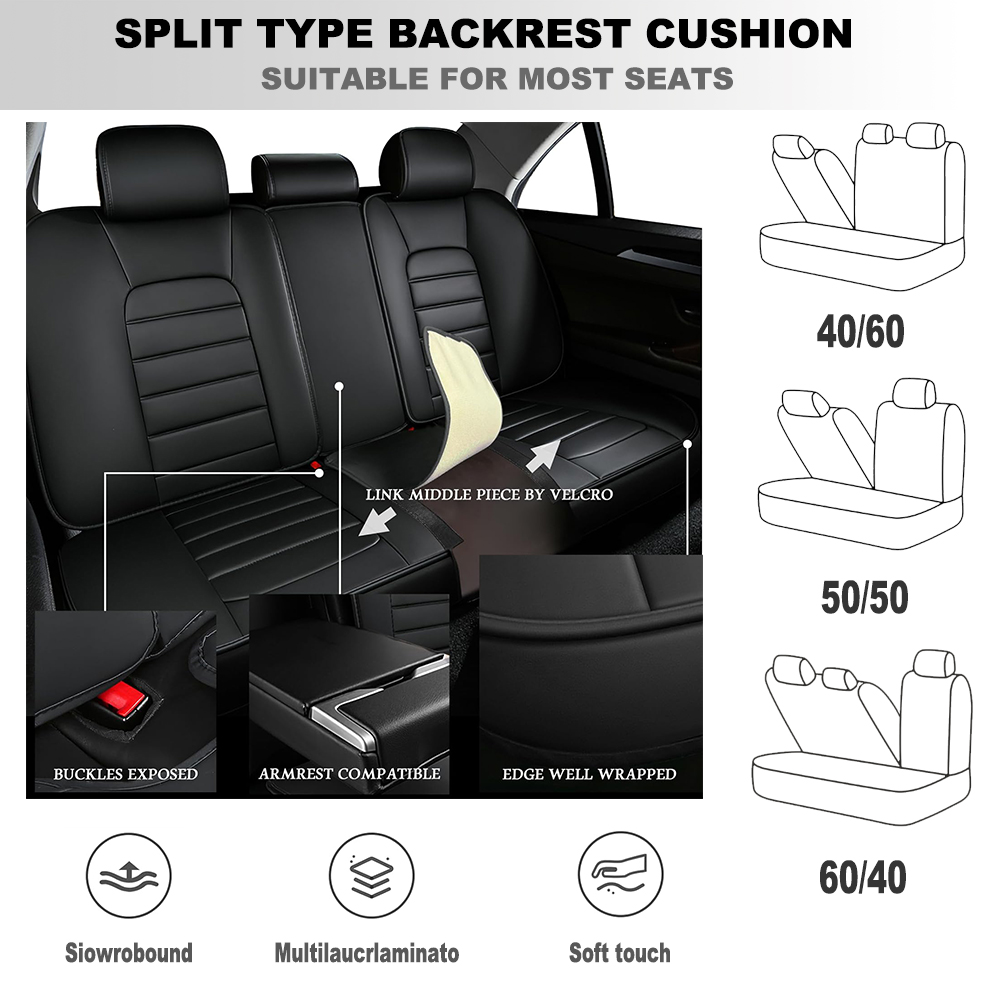 SPLIT TYPE BACKREST CUSHION
SUITABLE FOR MOST SEATS
40/60
LINK MIDDLE PIECE BY VELCRO
50/50
BUCKLES EXPOSED
ARMREST COMPATIBLE
EDGE WELL WRAPPED
60/40
Siowrobound
Multilaucrlaminato
Soft touch